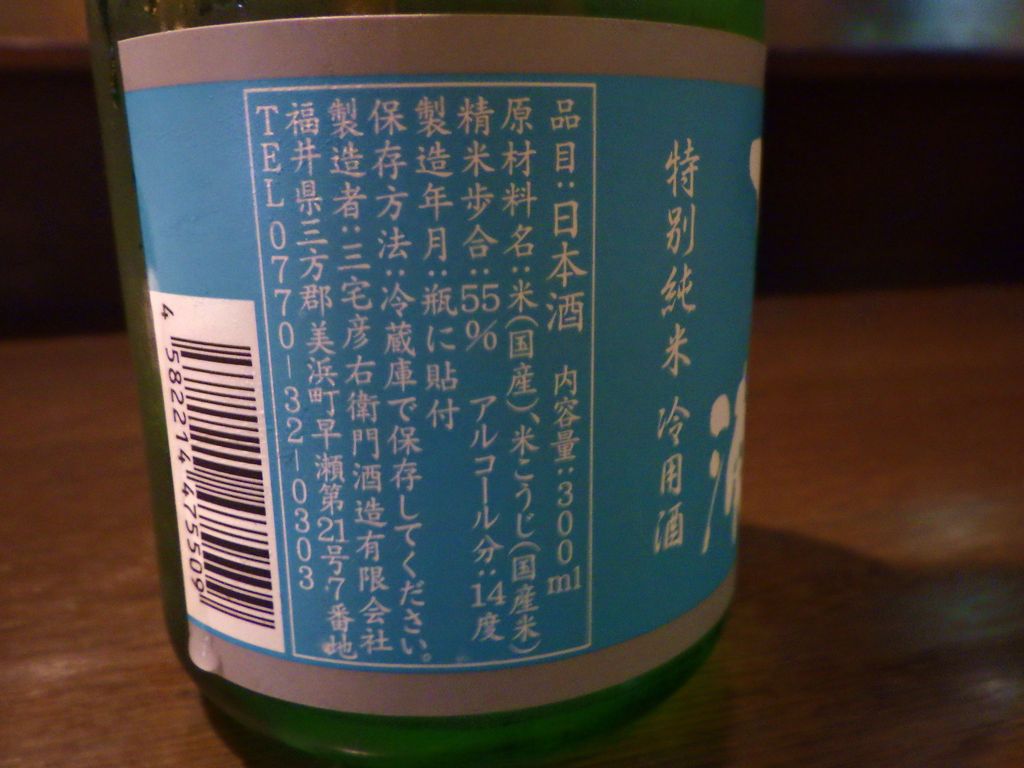 特別純米 冷用酒
品目:日本酒 内容量:300ml
原材料名:米(国産)、米こうじ(国産米)
精米歩合:55% アルコール分:14度
製造年月:瓶に貼付
保存方法:冷蔵庫で保存してください。
製造者:三宅彦右衛門酒造有限会社
福井県三方郡美浜町早瀬第21号7番地
TEL0770-32-0303
4 582214 475509